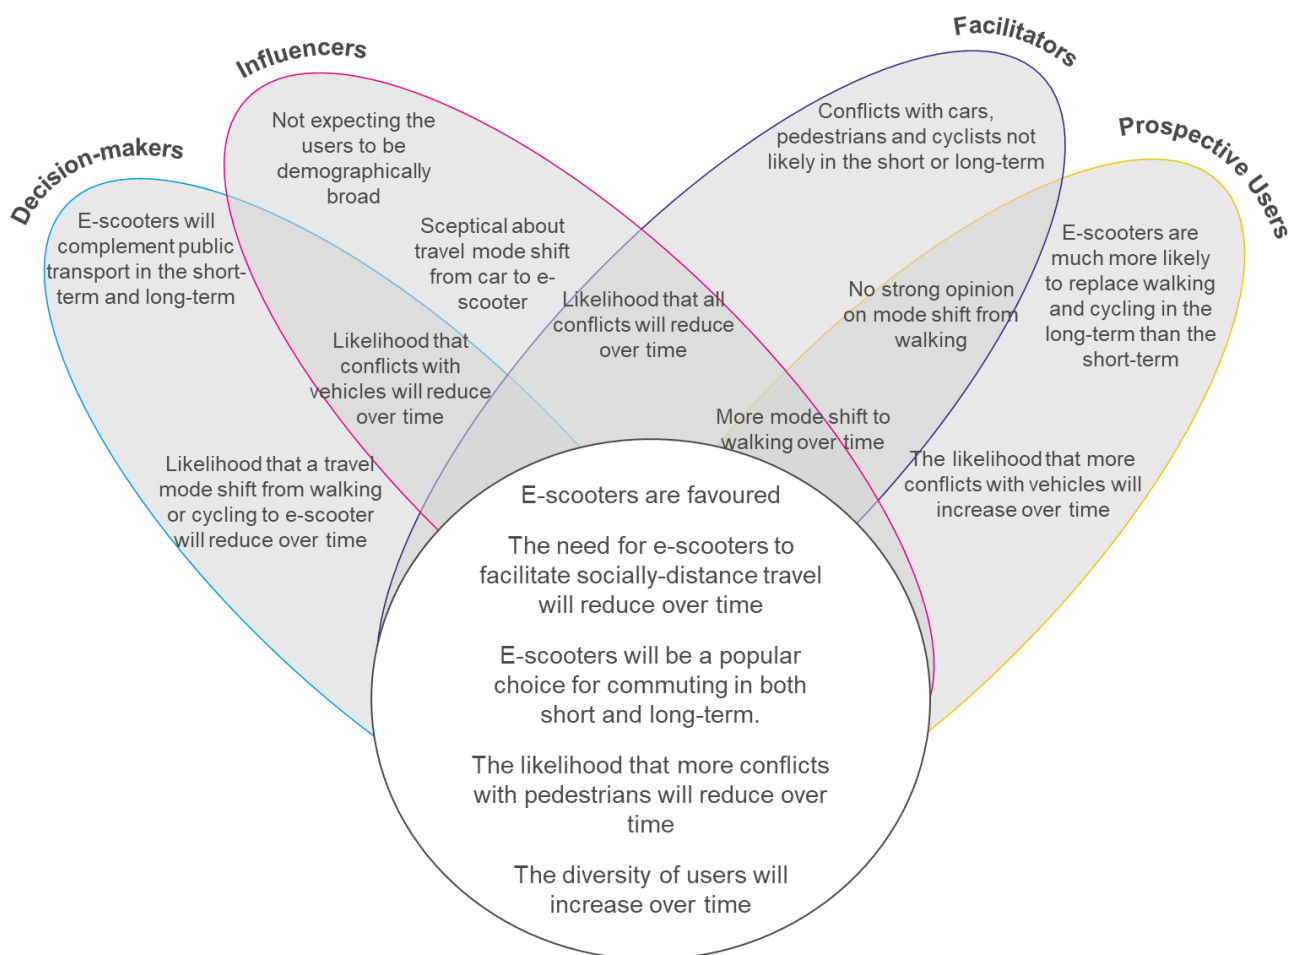 Decision-makers
Influencers
Facilitators
Prospective Users
E-scooters will
complement public
transport in the short-
term and long-term
Likelihood that a travel
mode shift from walking
or cycling to e-scooter
will reduce over time
Not expecting the
users to be
demographically
broad
Sceptical about
travel mode shift
from car to e-
scooter
Likelihood that
conflicts with
vehicles will reduce
over time
Likelihood that all
conflicts will reduce
over time
Conflicts with cars,
pedestrians and cyclists not
likely in the short or long-term
No strong opinion
on mode shift from
walking
More mode shift to
walking over time
E-scooters are
much more likely
to replace walking
and cycling in the
long-term than the
short-term
The likelihood that more
conflicts with vehicles will
increase over time
E-scooters are favoured
The need for e-scooters to
facilitate socially-distance travel
will reduce over time
E-scooters will be a popular
choice for commuting in both
short and long-term.
The likelihood that more conflicts
with pedestrians will reduce over
time
The diversity of users will
increase over time